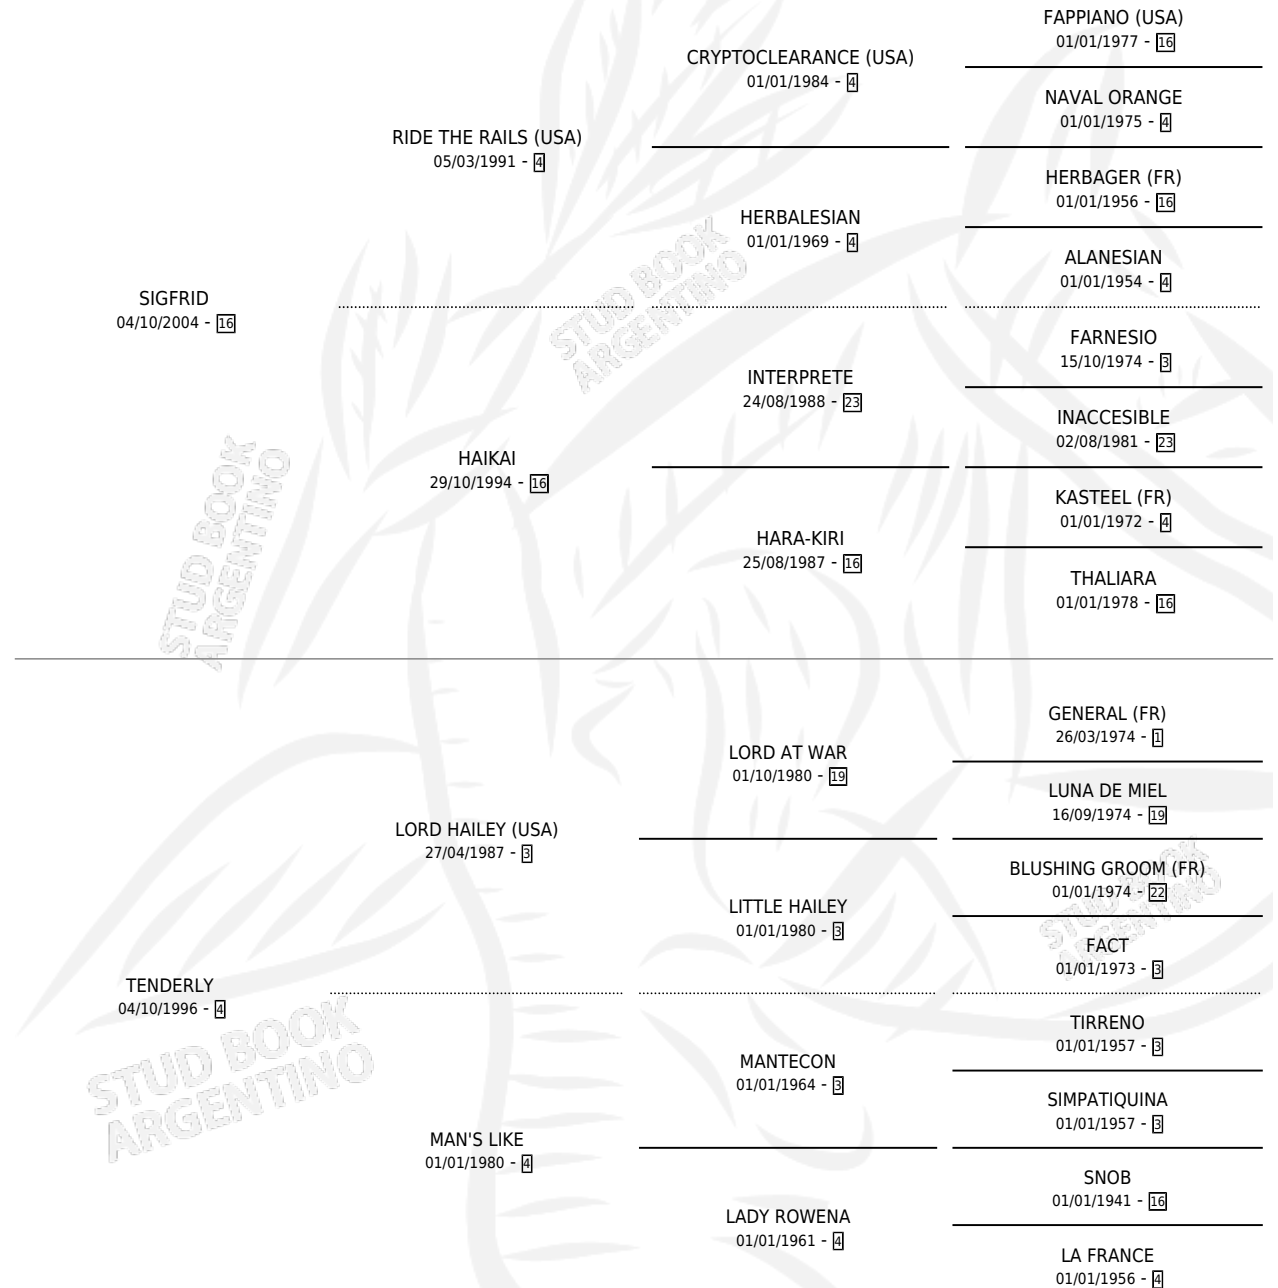 FAPPIANO (USA)
01/01/1977 - 16
CRYPTOCLEARANCE (USA)
01/01/1984 - 4
NAVAL ORANGE
01/01/1975 - 4
RIDE THE RAILS (USA)
05/03/1991 - 4
HERBAGER (FR)
01/01/1956 - 16
HERBALESIAN
01/01/1969 - 4
ALANESIAN
01/01/1954 - 4
SIGFRID
04/10/2004 - 16
STUD BOOK
ARGENTINO
FARNESIO
15/10/1974 - 3
INTERPRETE
24/08/1988 - 23
INACCESIBLE
02/08/1981 - 23
HAIKAI
29/10/1994 - 16
KASTEEL (FR)
01/01/1972 - 4
HARA-KIRI
25/08/1987 - 16
THALIARA
01/01/1978 - 16
STUD BOOK
ARGENTINO
GENERAL (FR)
26/03/1974 - 1
LORD AT WAR
01/10/1980 - 19
LUNA DE MIEL
16/09/1974 - 19
LORD HAILEY (USA)
27/04/1987 - 3
BLUSHING GROOM (FR)
01/01/1974 - 22
LITTLE HAILEY
01/01/1980 - 3
STUD BOOK
ARGENTINO
FACT
01/01/1973 - 3
TENDERLY
04/10/1996 - 4
STUD BOOK
ARGENTINO
TIRRENO
01/01/1957 - 3
MANTECON
01/01/1964 - 3
SIMPATIQUINA
01/01/1957 - 3
MAN'S LIKE
01/01/1980 - 4
SNOB
01/01/1941 - 16
LADY ROWENA
01/01/1961 - 4
LA FRANCE
01/01/1956 - 4